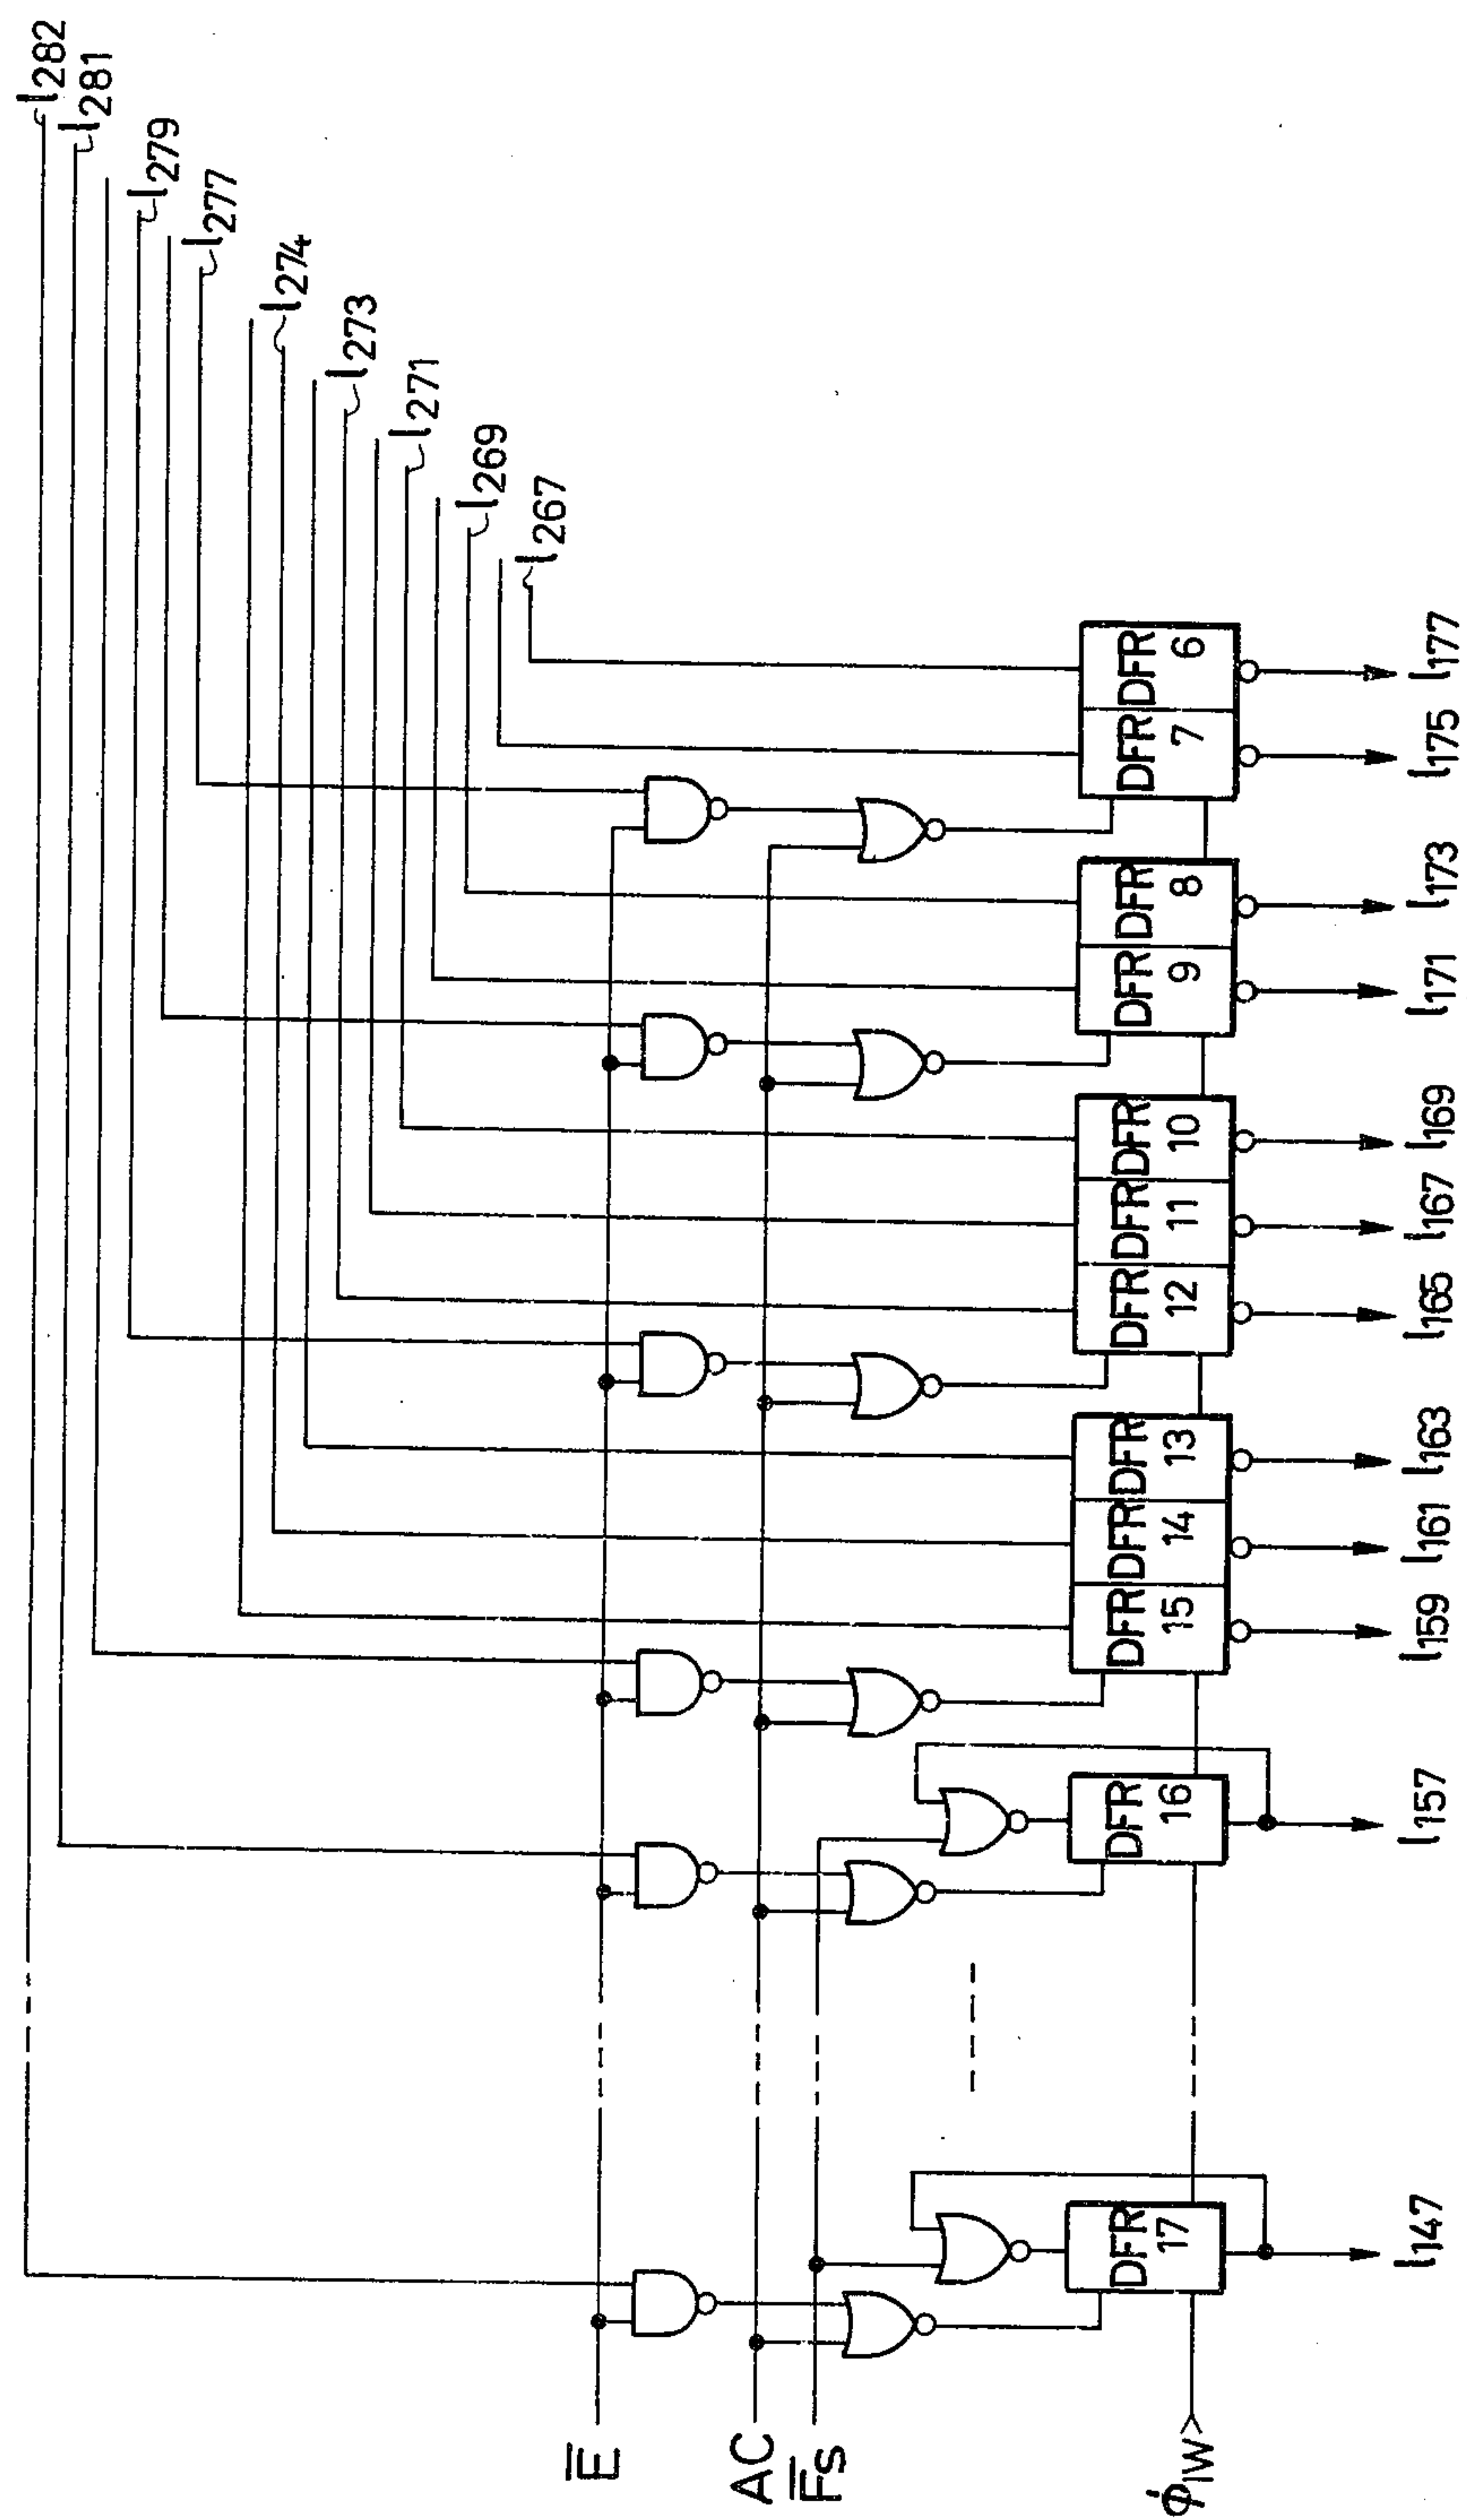 l282
l281
l279
l277
l274
l273
l271
l269
l267
E̅
AC
F̅s
ϕ1W
DFR 17
DFR 16
DFR 15
DFR 14
DFR 13
DFR 12
DFR 11
DFR 10
DFR 9
DFR 8
DFR 7
DFR 6
l147
l157
l159
l161
l163
l165
l167
l169
l171
l173
l175
l177